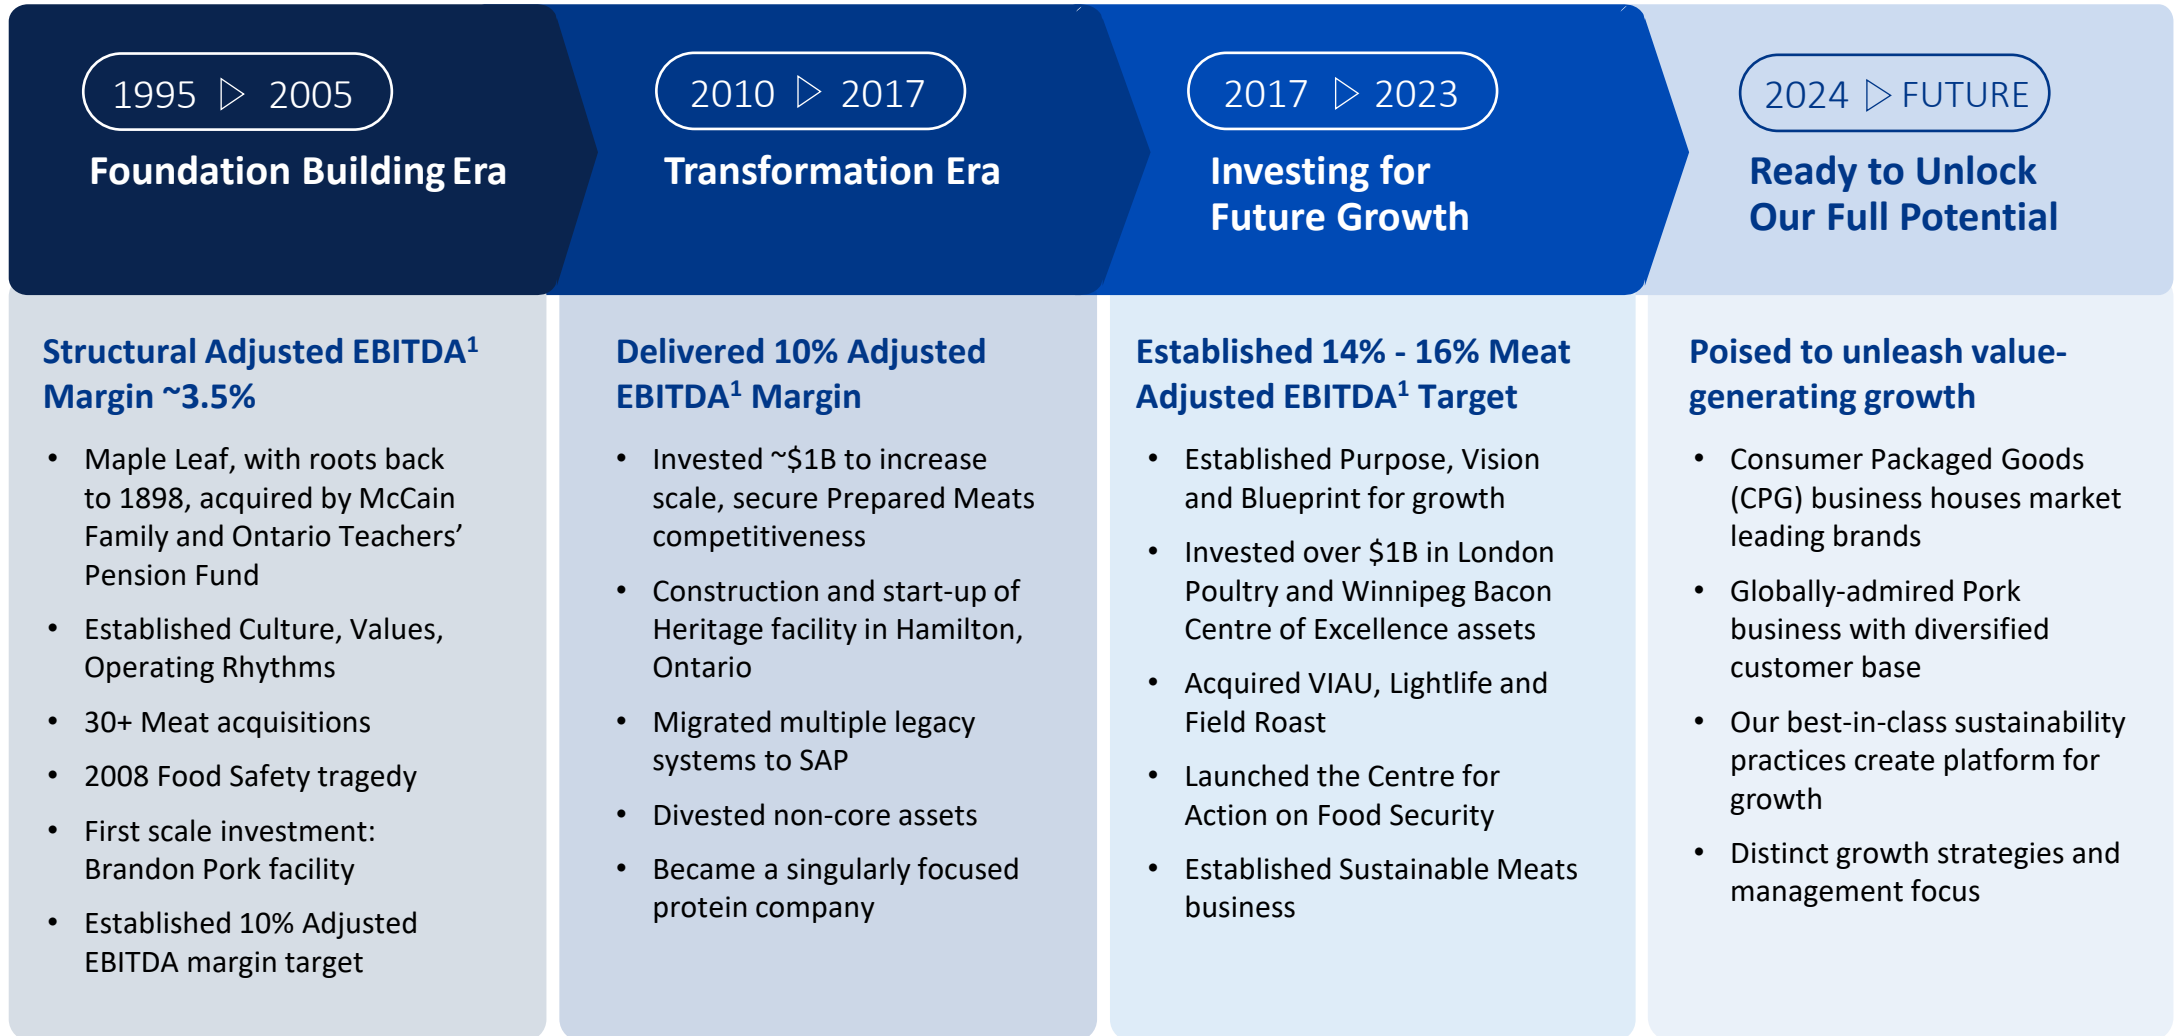 1995 ▷ 2005
Foundation Building Era
Structural Adjusted EBITDA¹
Margin ~3.5%
• Maple Leaf, with roots back
to 1898, acquired by McCain
Family and Ontario Teachers’
Pension Fund
• Established Culture, Values,
Operating Rhythms
• 30+ Meat acquisitions
• 2008 Food Safety tragedy
• First scale investment:
Brandon Pork facility
• Established 10% Adjusted
EBITDA margin target
2010 ▷ 2017
Transformation Era
Delivered 10% Adjusted
EBITDA¹ Margin
• Invested ~$1B to increase
scale, secure Prepared Meats
competitiveness
• Construction and start-up of
Heritage facility in Hamilton,
Ontario
• Migrated multiple legacy
systems to SAP
• Divested non-core assets
• Became a singularly focused
protein company
2017 ▷ 2023
Investing for
Future Growth
Established 14% - 16% Meat
Adjusted EBITDA¹ Target
• Established Purpose, Vision
and Blueprint for growth
• Invested over $1B in London
Poultry and Winnipeg Bacon
Centre of Excellence assets
• Acquired VIAU, Lightlife and
Field Roast
• Launched the Centre for
Action on Food Security
• Established Sustainable Meats
business
2024 ▷ FUTURE
Ready to Unlock
Our Full Potential
Poised to unleash value-
generating growth
• Consumer Packaged Goods
(CPG) business houses market
leading brands
• Globally-admired Pork
business with diversified
customer base
• Our best-in-class sustainability
practices create platform for
growth
• Distinct growth strategies and
management focus